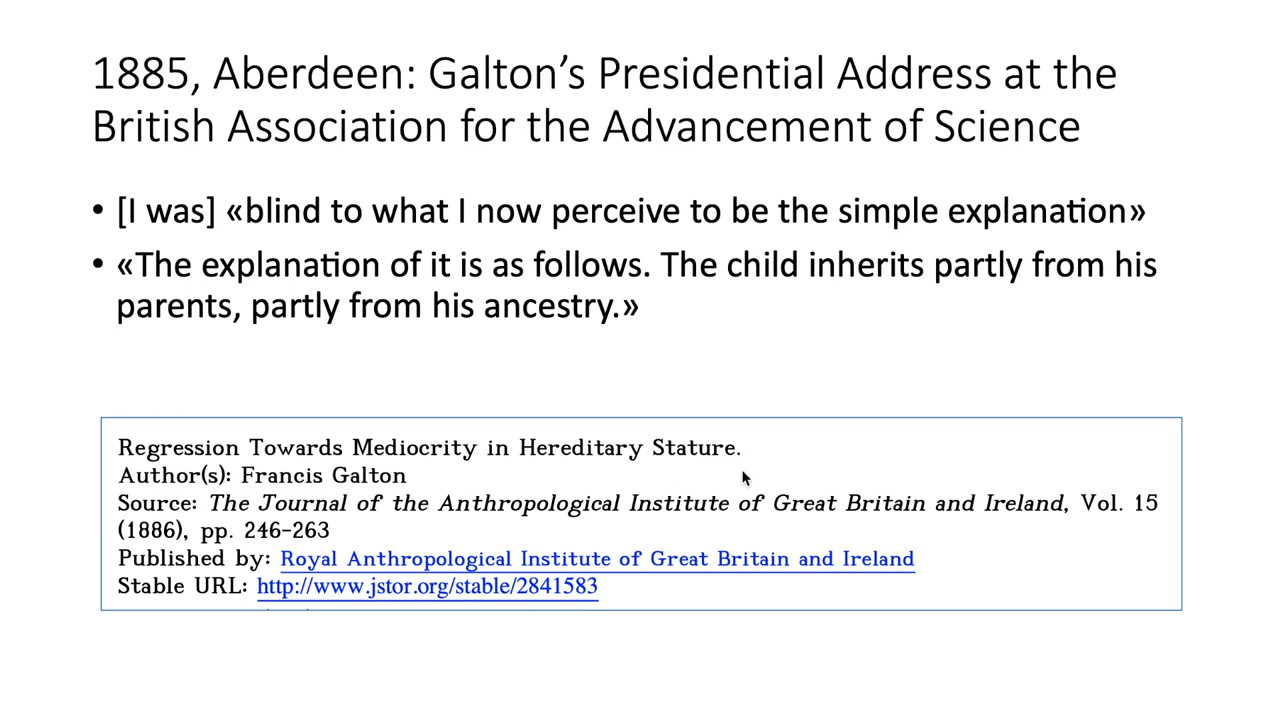 1885, Aberdeen: Galton’s Presidential Address at the
British Association for the Advancement of Science
• [I was] «blind to what I now perceive to be the simple explanation»
• «The explanation of it is as follows. The child inherits partly from his
parents, partly from his ancestry.»
Regression Towards Mediocrity in Hereditary Stature.
Author(s): Francis Galton
Source: The Journal of the Anthropological Institute of Great Britain and Ireland, Vol. 15
(1886), pp. 246-263
Published by: Royal Anthropological Institute of Great Britain and Ireland
Stable URL: http://www.jstor.org/stable/2841583